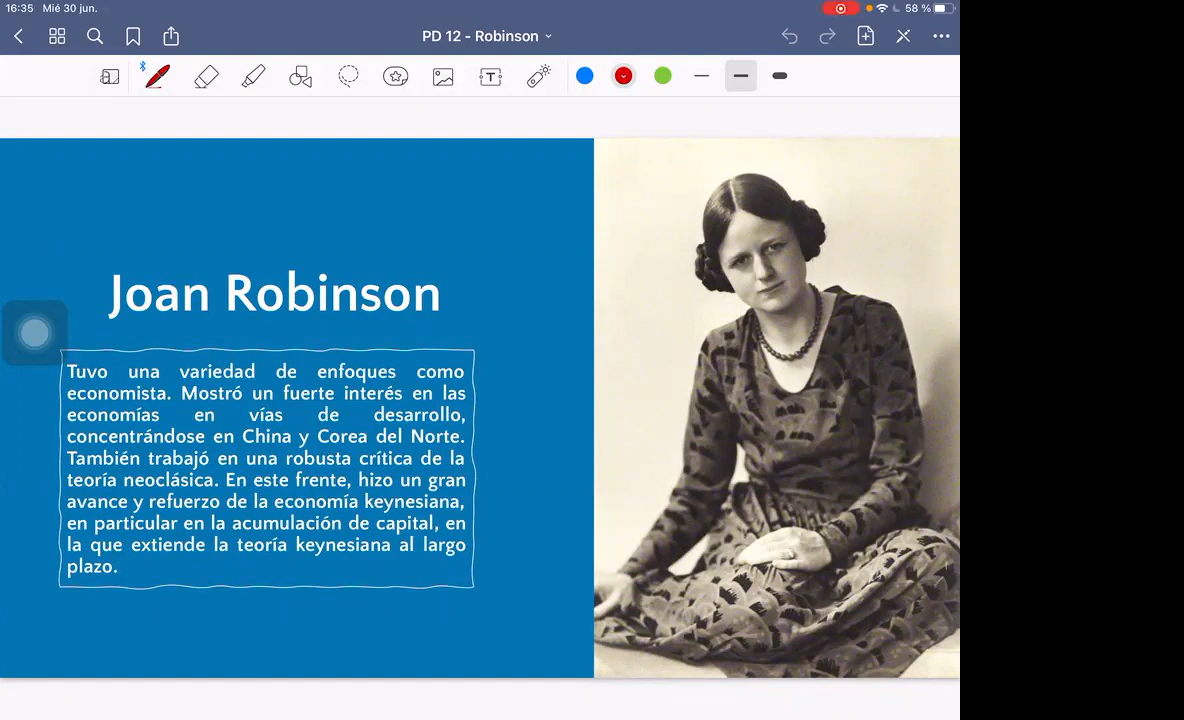 16:35 Mié 30 jun.
58 %
PD 12 - Robinson
T
Joan Robinson
Tuvo una variedad de enfoques como
economista. Mostró un fuerte interés en las
economías en vías de desarrollo,
concentrándose en China y Corea del Norte.
También trabajó en una robusta crítica de la
teoría neoclásica. En este frente, hizo un gran
avance y refuerzo de la economía keynesiana,
en particular en la acumulación de capital, en
la que extiende la teoría keynesiana al largo
plazo.